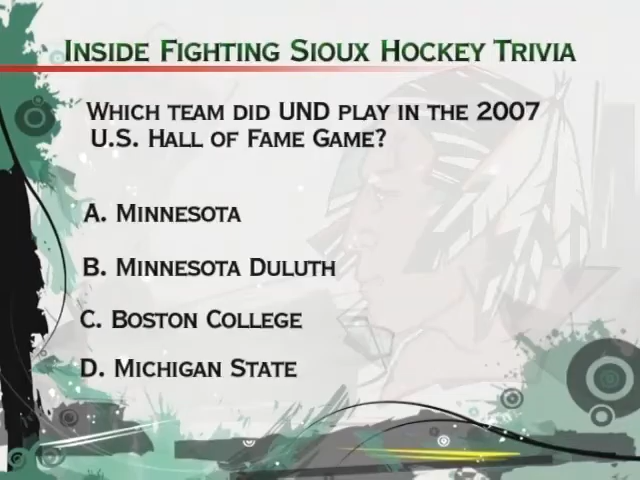 Inside Fighting Sioux Hockey Trivia
Which team did UND play in the 2007
U.S. Hall of Fame Game?
A. Minnesota
B. Minnesota Duluth
C. Boston College
D. Michigan State